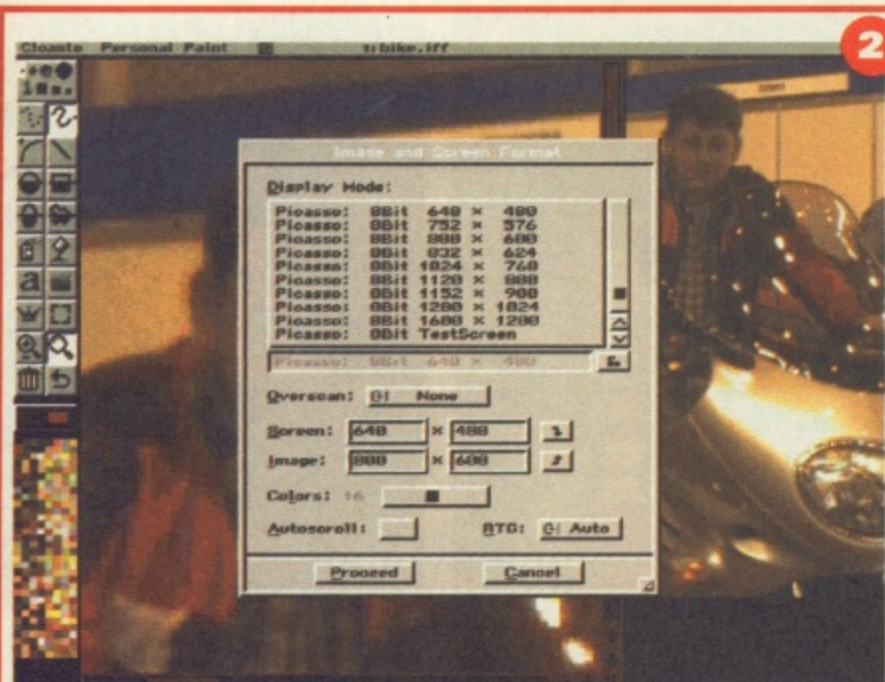 2
Cloanto Personal Paint 1:bike.iff
Image and Screen Format
Display Mode:
Picasso: 8Bit 640 × 480
Picasso: 8Bit 752 × 576
Picasso: 8Bit 800 × 600
Picasso: 8Bit 832 × 624
Picasso: 8Bit 1024 × 768
Picasso: 8Bit 1120 × 800
Picasso: 8Bit 1152 × 900
Picasso: 8Bit 1280 × 1024
Picasso: 8Bit 1600 × 1200
Picasso: 8Bit TestScreen
Picasso: 8Bit 640 × 480
Overscan: None
Screen: 640 × 480
Image: 800 × 600
Colors: 16
Autoscroll: RTG: Auto
Proceed Cancel